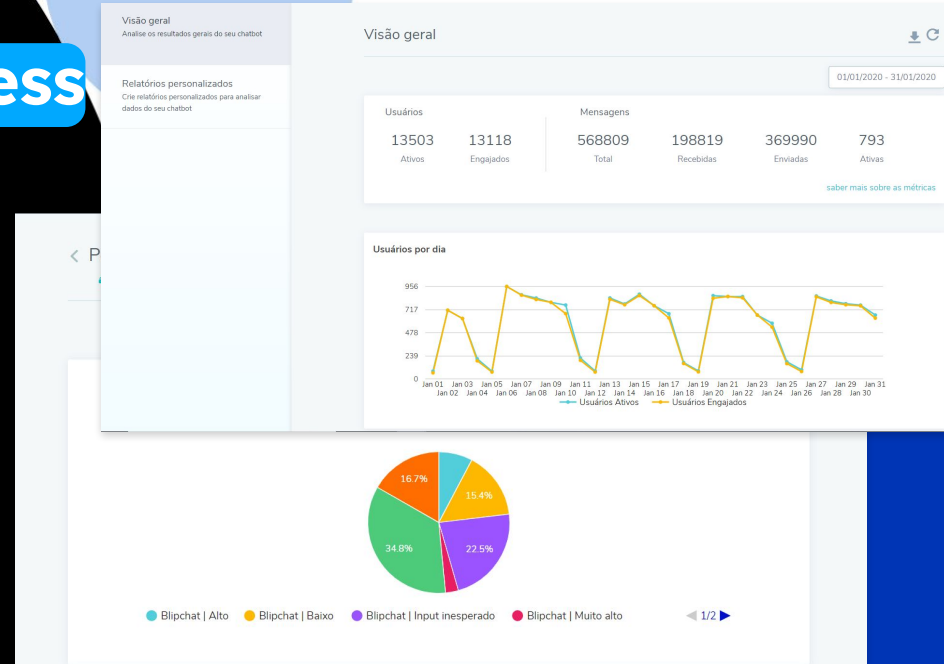 Visão geral
Analise os resultados gerais do seu chatbot
Relatórios personalizados
Crie relatórios personalizados para analisar
dados do seu chatbot
ess
Visão geral
01/01/2020 - 31/01/2020
Usuários
Mensagens
13503 13118 568809 198819 369990 793
Ativos Engajados Total Recebidas Enviadas Ativas
saber mais sobre as métricas
Usuários por dia
956
717
478
239
0
Jan 01 Jan 03 Jan 05 Jan 07 Jan 09 Jan 11 Jan 13 Jan 15 Jan 17 Jan 19 Jan 21 Jan 23 Jan 25 Jan 27 Jan 29 Jan 31
Jan 02 Jan 04 Jan 06 Jan 08 Jan 10 Jan 12 Jan 14 Jan 16 Jan 18 Jan 20 Jan 22 Jan 24 Jan 26 Jan 28 Jan 30
Usuários Ativos Usuários Engajados
< P
16.7%
15.4%
34.8%
22.5%
Blipchat | Alto Blipchat | Baixo Blipchat | Input inesperado Blipchat | Muito alto 1/2